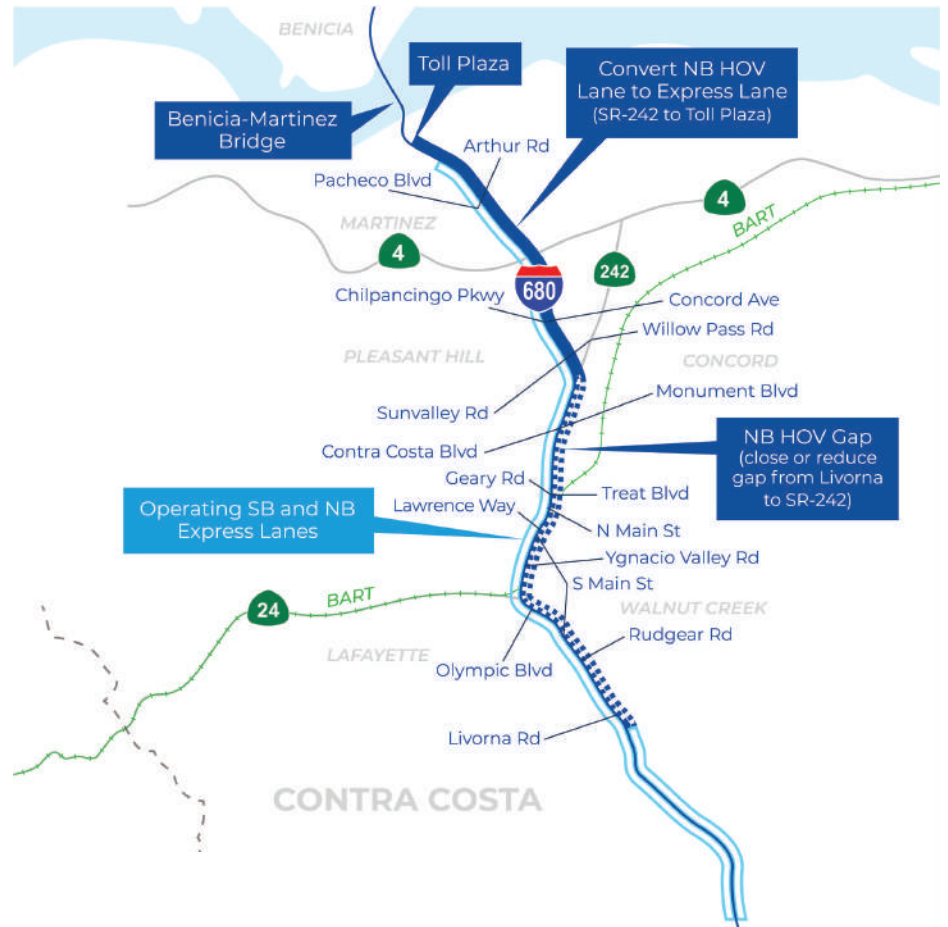 BENICIA
Toll Plaza
Convert NB HOV
Lane to Express Lane
(SR-242 to Toll Plaza)
Benicia-Martinez
Bridge
Arthur Rd
Pacheco Blvd
4
BART
MARTINEZ
4
242
680
Chilpancingo Pkwy
Concord Ave
Willow Pass Rd
PLEASANT HILL
CONCORD
Monument Blvd
Sunvalley Rd
NB HOV Gap
(close or reduce
gap from Livorna
to SR-242)
Contra Costa Blvd
Geary Rd
Treat Blvd
Operating SB and NB
Express Lanes
Lawrence Way
N Main St
Ygnacio Valley Rd
S Main St
24
BART
WALNUT CREEK
Rudgear Rd
LAFAYETTE
Olympic Blvd
Livorna Rd
CONTRA COSTA